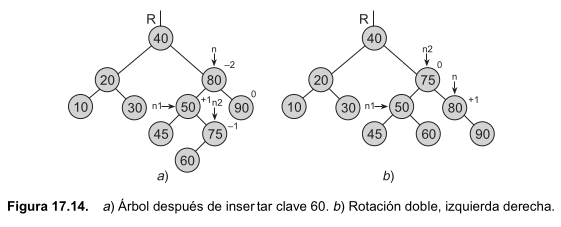 R R
40 40
n n2
–2 0
20 80 20 75 n
+1 n2 0 +1
10 30 n1 50 90 10 30 n1 50 80
–1
45 75 45 60 90
60
a) b)
Figura 17.14. a) Árbol después de insertar clave 60. b) Rotación doble, izquierda derecha.